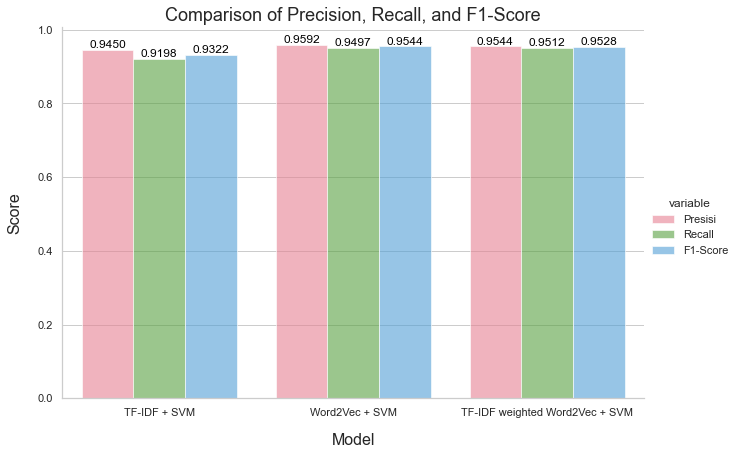 Comparison of Precision, Recall, and F1-Score
1.0
0.8
0.6
0.4
0.2
0.0
Score
0.9450
0.9198
0.9322
0.9592
0.9497
0.9544
0.9544
0.9512
0.9528
TF-IDF + SVM
Word2Vec + SVM
TF-IDF weighted Word2Vec + SVM
Model
variable
Presisi
Recall
F1-Score